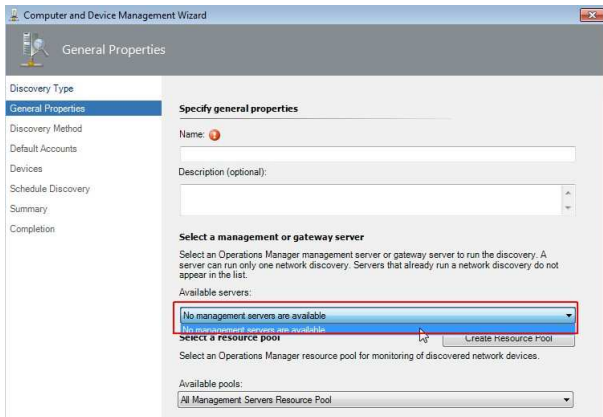 Computer and Device Management Wizard
General Properties
Discovery Type
General Properties
Discovery Method
Default Accounts
Devices
Schedule Discovery
Summary
Completion
Specify general properties
Name:
Description (optional):
Select a management or gateway server
Select an Operations Manager management server or gateway server to run the discovery. A
server can run only one network discovery. Servers that already run a network discovery do not
appear in the list.
Available servers:
No management servers are available
No management servers are available
Select a resource pool
Create Resource Pool
Select an Operations Manager resource pool for monitoring of discovered network devices.
Available pools:
All Management Servers Resource Pool